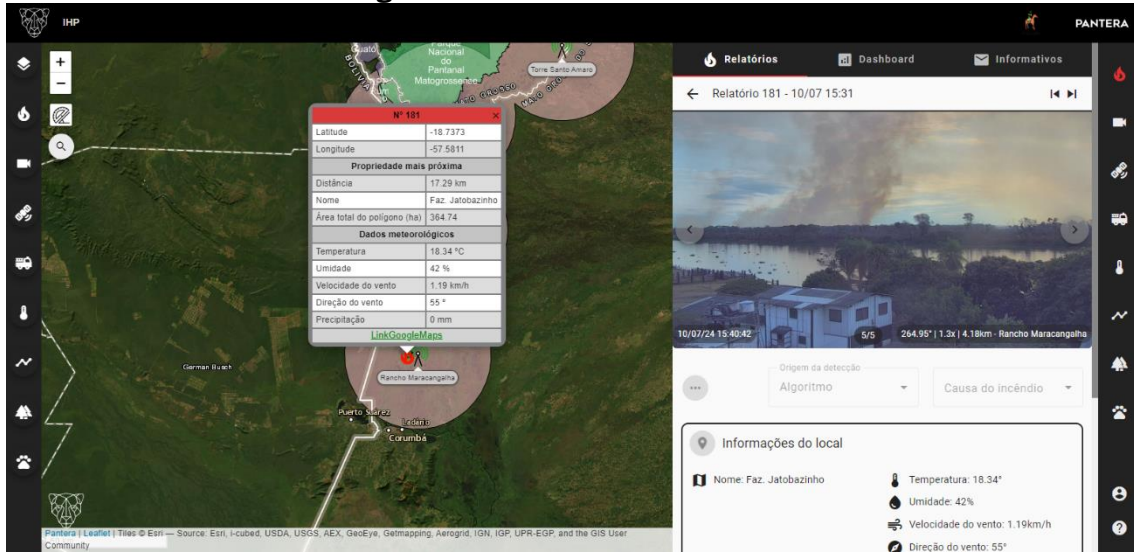 IHP
PANTERA
Guató
Parque
Nacional
do
Pantanal
Matogrossense
BOLIVIA
MATO GROSSO
Torre Santo Amaro
Nº 181 ×
Latitude -18.7373
Longitude -57.5811
Propriedade mais próxima
Distância 17.29 km
Nome Faz. Jatobazinho
Área total do polígono (ha) 364.74
Dados meteorológicos
Temperatura 18.34 ºC
Umidade 42 %
Velocidade do vento 1.19 km/h
Direção do vento 55 °
Precipitação 0 mm
LinkGoogleMaps
German Busch
Rancho Maracangalha
Puerto Suárez
Ladário
Corumbá
Pantera | Leaflet | Tiles © Esri — Source: Esri, i-cubed, USDA, USGS, AEX, GeoEye, Getmapping, Aerogrid, IGN, IGP, UPR-EGP, and the GIS User
Community
Relatórios Dashboard Informativos
Relatório 181 - 10/07 15:31
10/07/24 15:40:42 5/5 264.95° | 1.3x | 4.18km - Rancho Maracangalha
Origem da detecção
Algoritmo Causa do incêndio
Informações do local
Nome: Faz. Jatobazinho
Temperatura: 18.34°
Umidade: 42%
Velocidade do vento: 1.19km/h
Direção do vento: 55°